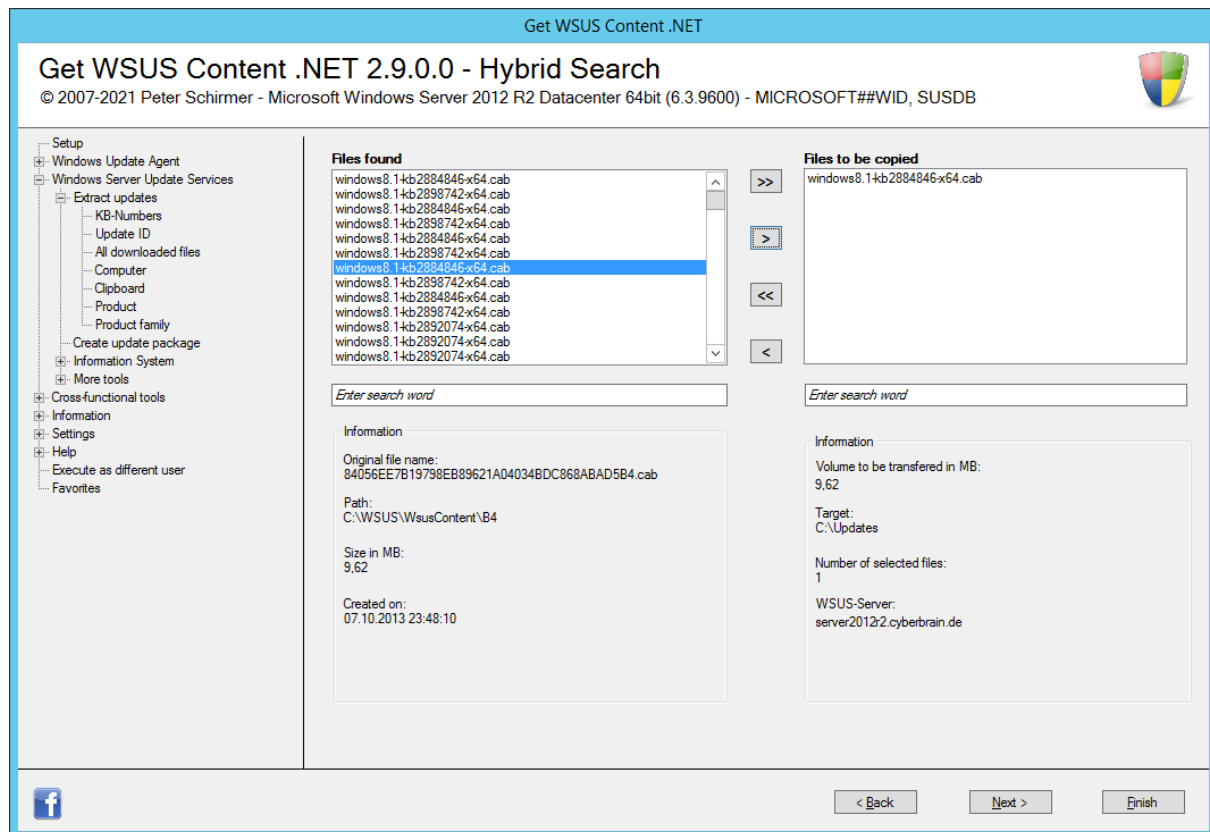 Get WSUS Content .NET
Get WSUS Content .NET 2.9.0.0 - Hybrid Search
© 2007-2021 Peter Schirmer - Microsoft Windows Server 2012 R2 Datacenter 64bit (6.3.9600) - MICROSOFT##WID, SUSDB
Setup
Windows Update Agent
Windows Server Update Services
Extract updates
KB-Numbers
Update ID
All downloaded files
Computer
Clipboard
Product
Product family
Create update package
Information System
More tools
Cross-functional tools
Information
Settings
Help
Execute as different user
Favorites
Files found
windows8.1-kb2884846-x64.cab
windows8.1-kb2898742-x64.cab
windows8.1-kb2884846-x64.cab
windows8.1-kb2898742-x64.cab
windows8.1-kb2884846-x64.cab
windows8.1-kb2898742-x64.cab
windows8.1-kb2884846-x64.cab
windows8.1-kb2898742-x64.cab
windows8.1-kb2884846-x64.cab
windows8.1-kb2898742-x64.cab
windows8.1-kb2892074-x64.cab
windows8.1-kb2892074-x64.cab
windows8.1-kb2892074-x64.cab
Enter search word
Information
Original file name:
84056EE7B19798EB89621A04034BDC868ABAD5B4.cab
Path:
C:\WSUS\WsusContent\B4
Size in MB:
9,62
Created on:
07.10.2013 23:48:10
>>
>
<<
<
Files to be copied
windows8.1-kb2884846-x64.cab
Enter search word
Information
Volume to be transfered in MB:
9,62
Target:
C:\Updates
Number of selected files:
1
WSUS-Server:
server2012r2.cyberbrain.de
f
< Back
Next >
Finish